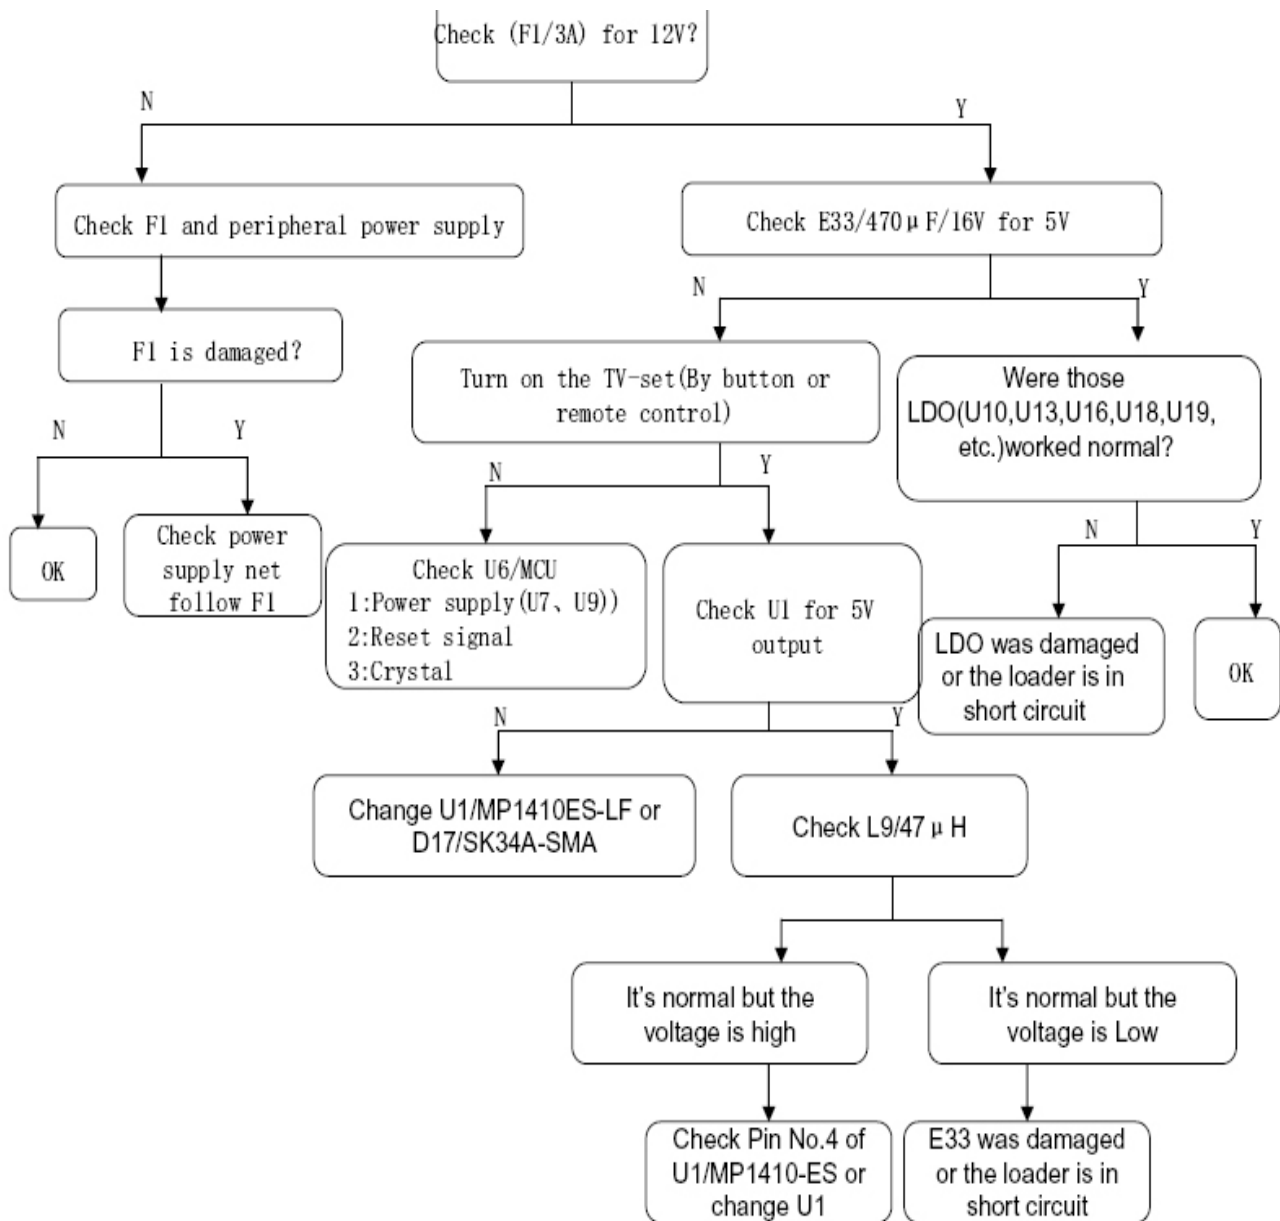 Check (F1/3A) for 12V?
N
Y
Check F1 and peripheral power supply
Check E33/470μF/16V for 5V
N
Y
F1 is damaged?
Turn on the TV-set(By button or
remote control)
Were those
LDO(U10,U13,U16,U18,U19,
etc.)worked normal?
N
Y
N
Y
N
Y
OK
Check power
supply net
follow F1
Check U6/MCU
1:Power supply(U7、U9))
2:Reset signal
3:Crystal
Check U1 for 5V
output
LDO was damaged
or the loader is in
short circuit
OK
N
Y
Change U1/MP1410ES-LF or
D17/SK34A-SMA
Check L9/47μH
It's normal but the
voltage is high
It's normal but the
voltage is Low
Check Pin No.4 of
U1/MP1410-ES or
change U1
E33 was damaged
or the loader is in
short circuit